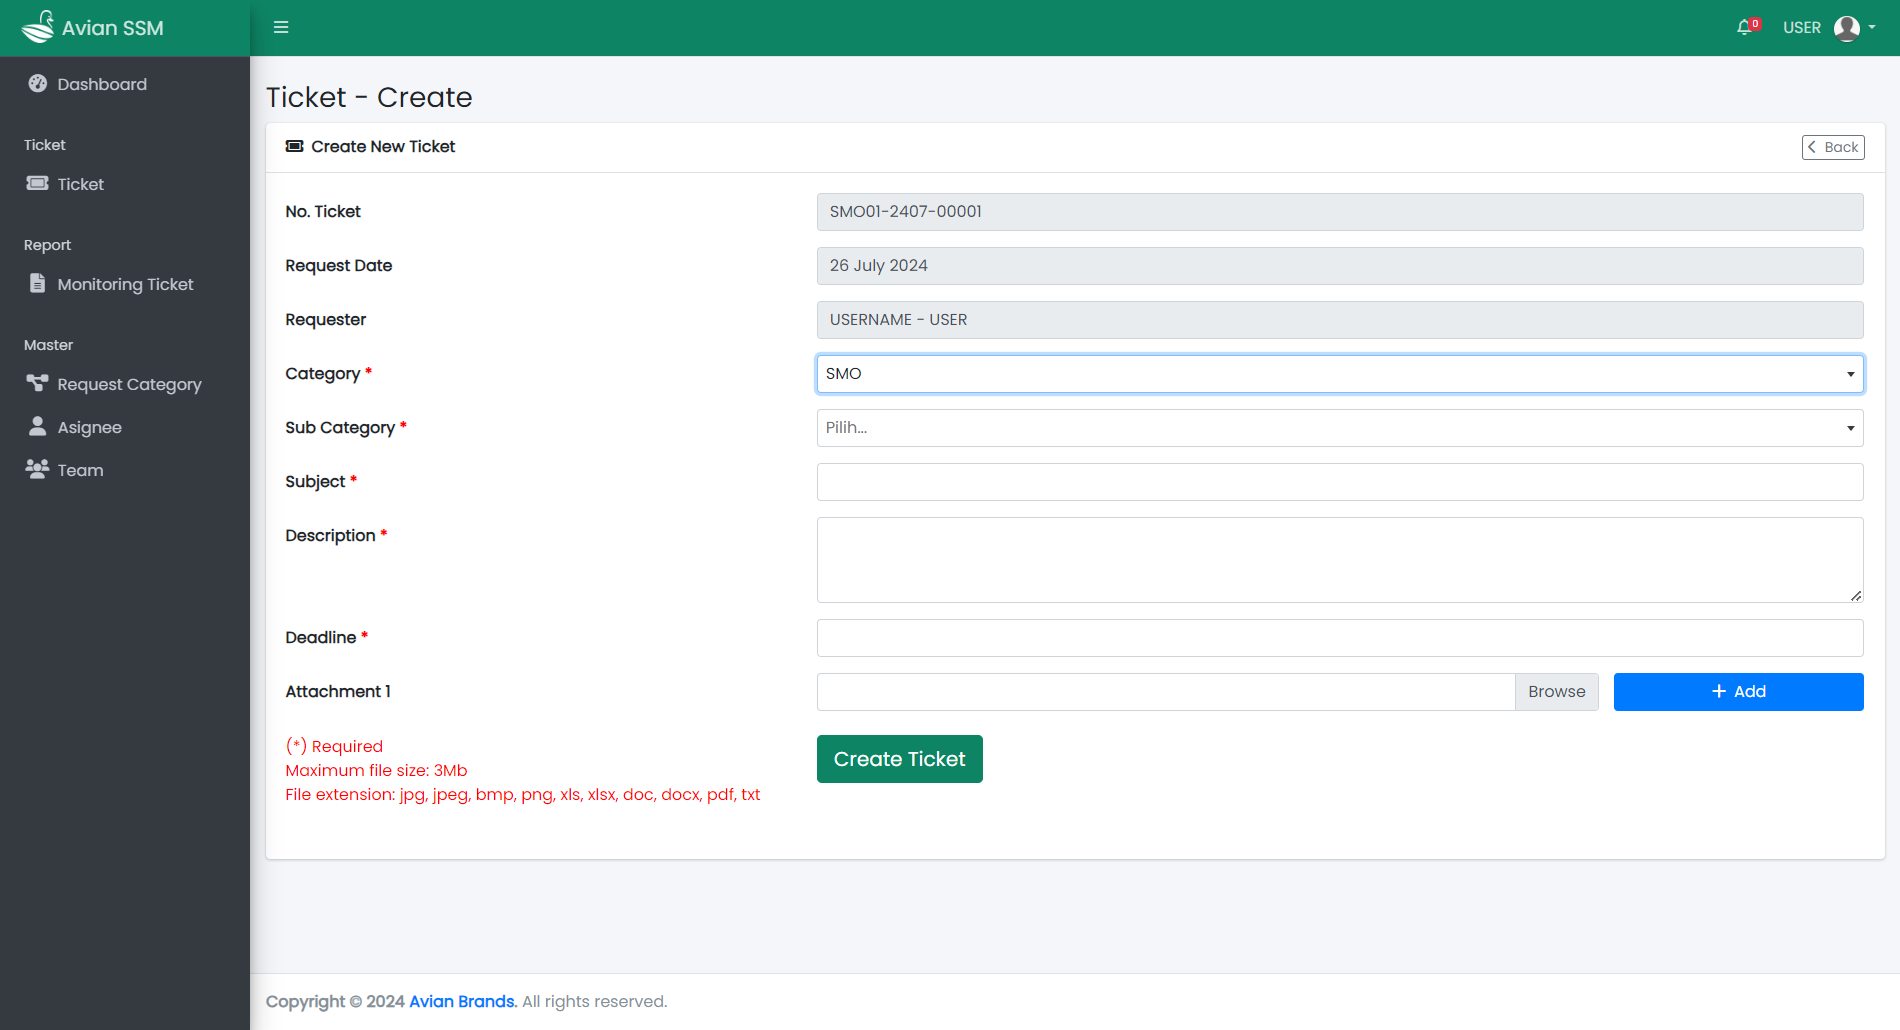 Avian SSM
0
USER
Dashboard
Ticket
Ticket
Report
Monitoring Ticket
Master
Request Category
Asignee
Team
Ticket - Create
Create New Ticket
Back
No. Ticket
SMO01-2407-00001
Request Date
26 July 2024
Requester
USERNAME - USER
Category *
SMO
Sub Category *
Pilih...
Subject *
Description *
Deadline *
Attachment 1
Browse
+ Add
(*) Required
Maximum file size: 3Mb
File extension: jpg, jpeg, bmp, png, xls, xlsx, doc, docx, pdf, txt
Create Ticket
Copyright © 2024 Avian Brands. All rights reserved.